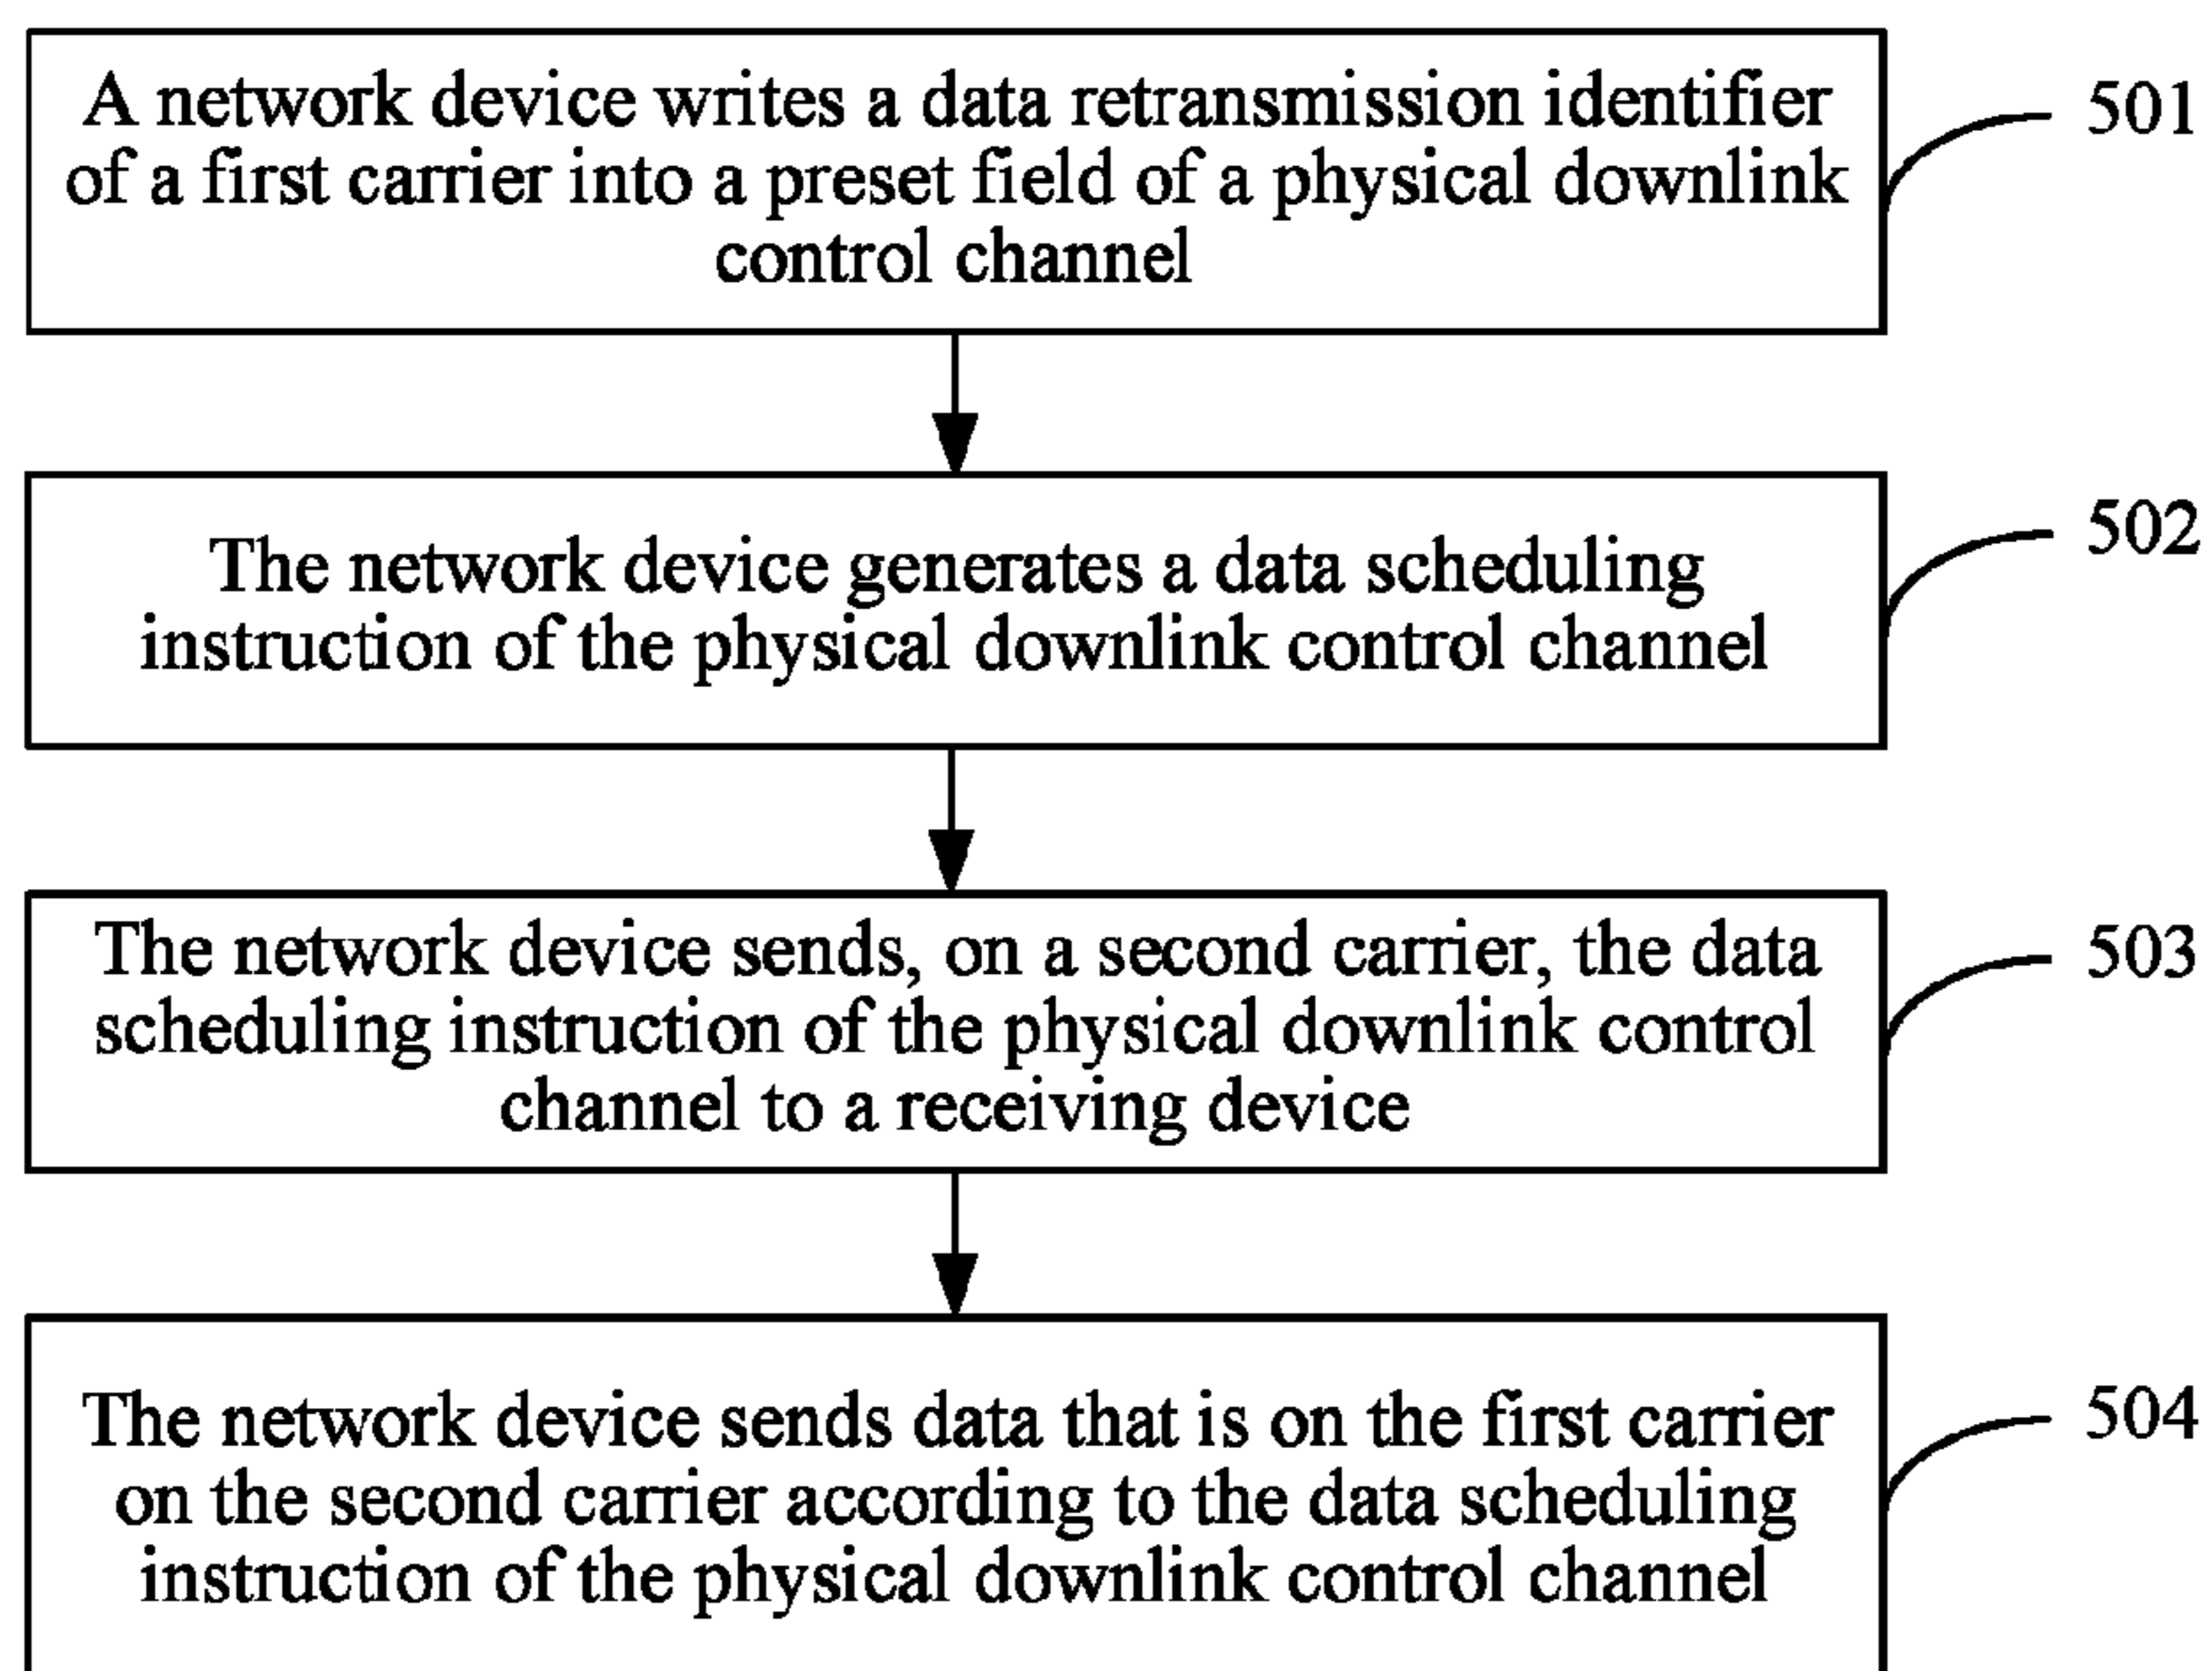 A network device writes a data retransmission identifier
of a first carrier into a preset field of a physical downlink
control channel
501
The network device generates a data scheduling
instruction of the physical downlink control channel
502
The network device sends, on a second carrier, the data
scheduling instruction of the physical downlink control
channel to a receiving device
503
The network device sends data that is on the first carrier
on the second carrier according to the data scheduling
instruction of the physical downlink control channel
504